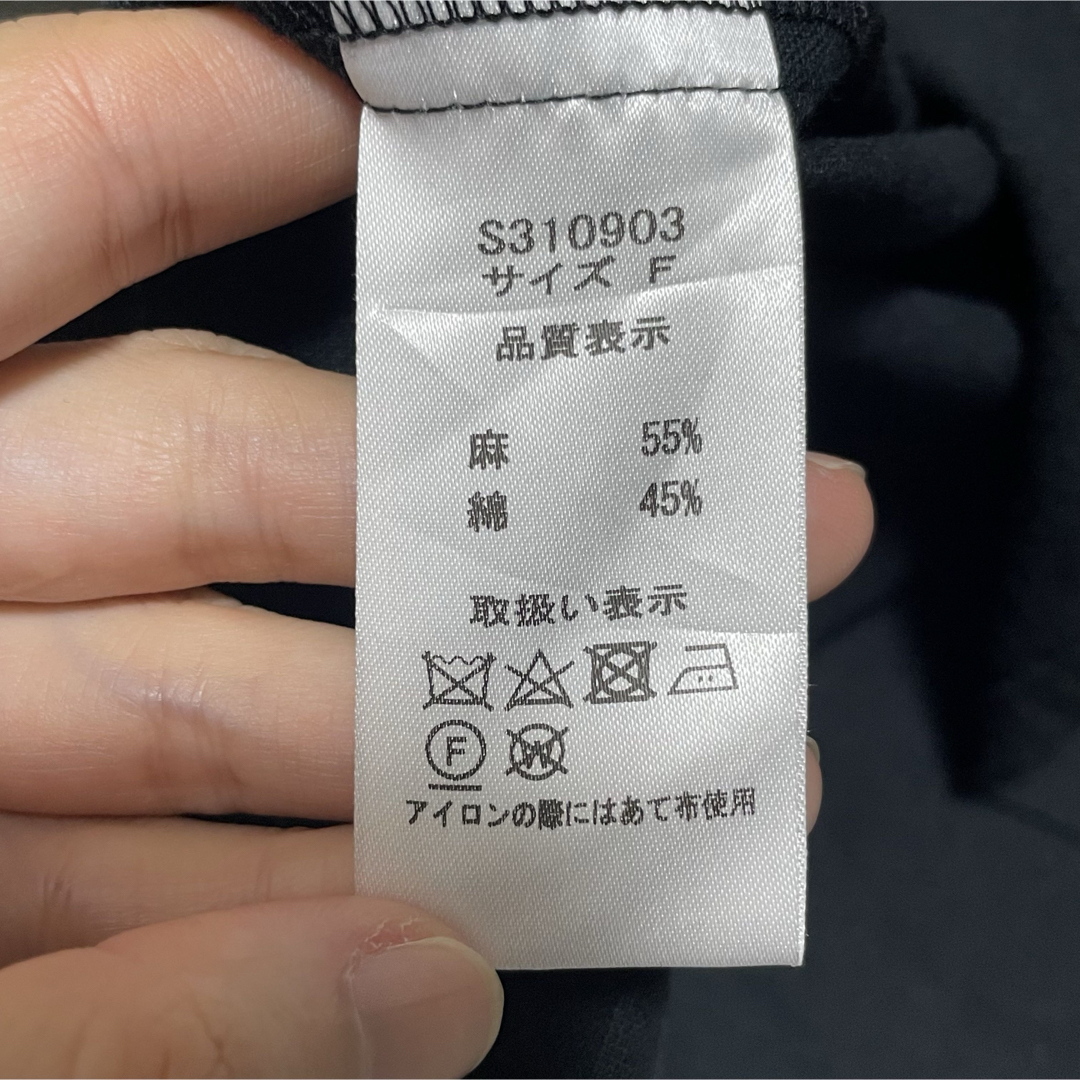 S310903
サイズ F
品質表示
麻 55%
綿 45%
取扱い表示
F W
アイロンの際にはあて布使用